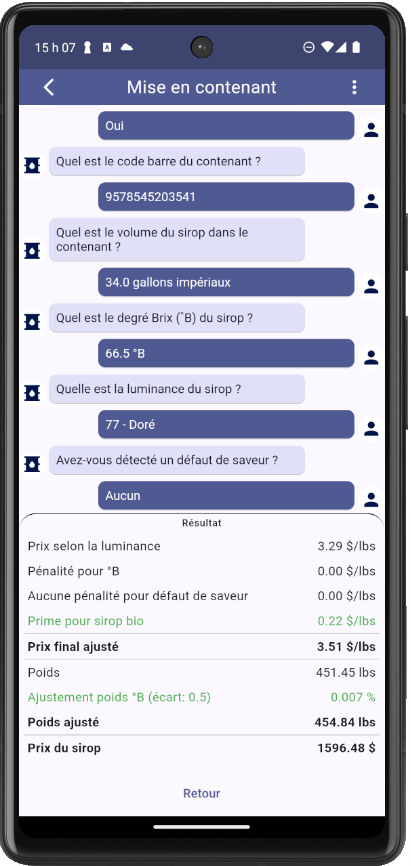 15 h 07
Mise en contenant
Oui
Quel est le code barre du contenant ?
9578545203541
Quel est le volume du sirop dans le
contenant ?
34.0 gallons impériaux
Quel est le degré Brix (°B) du sirop ?
66.5 °B
Quelle est la luminance du sirop ?
77 - Doré
Avez-vous détecté un défaut de saveur ?
Aucun
Résultat
Prix selon la luminance 3.29 $/lbs
Pénalité pour °B 0.00 $/lbs
Aucune pénalité pour défaut de saveur 0.00 $/lbs
Prime pour sirop bio 0.22 $/lbs
Prix final ajusté 3.51 $/lbs
Poids 451.45 lbs
Ajustement poids °B (écart: 0.5) 0.007 %
Poids ajusté 454.84 lbs
Prix du sirop 1596.48 $
Retour